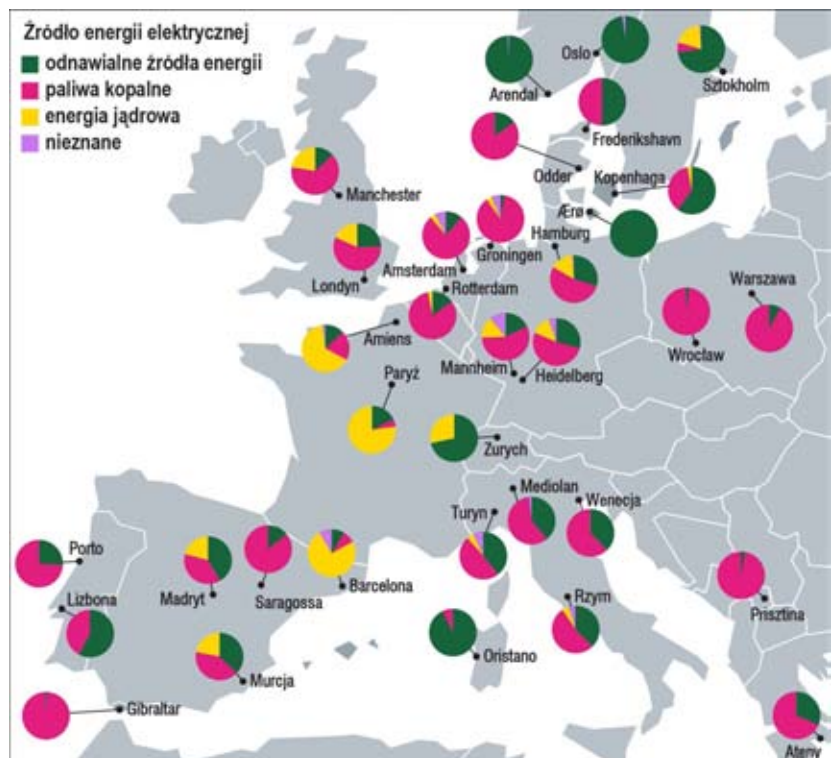 Źródło energii elektrycznej
odnawialne źródła energii
paliwa kopalne
energia jądrowa
nieznane
Oslo
Arendal
Sztokholm
Frederikshavn
Odder
Kopenhaga
Ærø
Manchester
Hamburg
Groningen
Amsterdam
Londyn
Rotterdam
Warszawa
Wrocław
Amiens
Mannheim
Heidelberg
Paryż
Zurych
Mediolan
Wenecja
Turyn
Porto
Lizbona
Madryt
Saragossa
Barcelona
Rzym
Prisztina
Oristano
Murcja
Gibraltar
Ateny